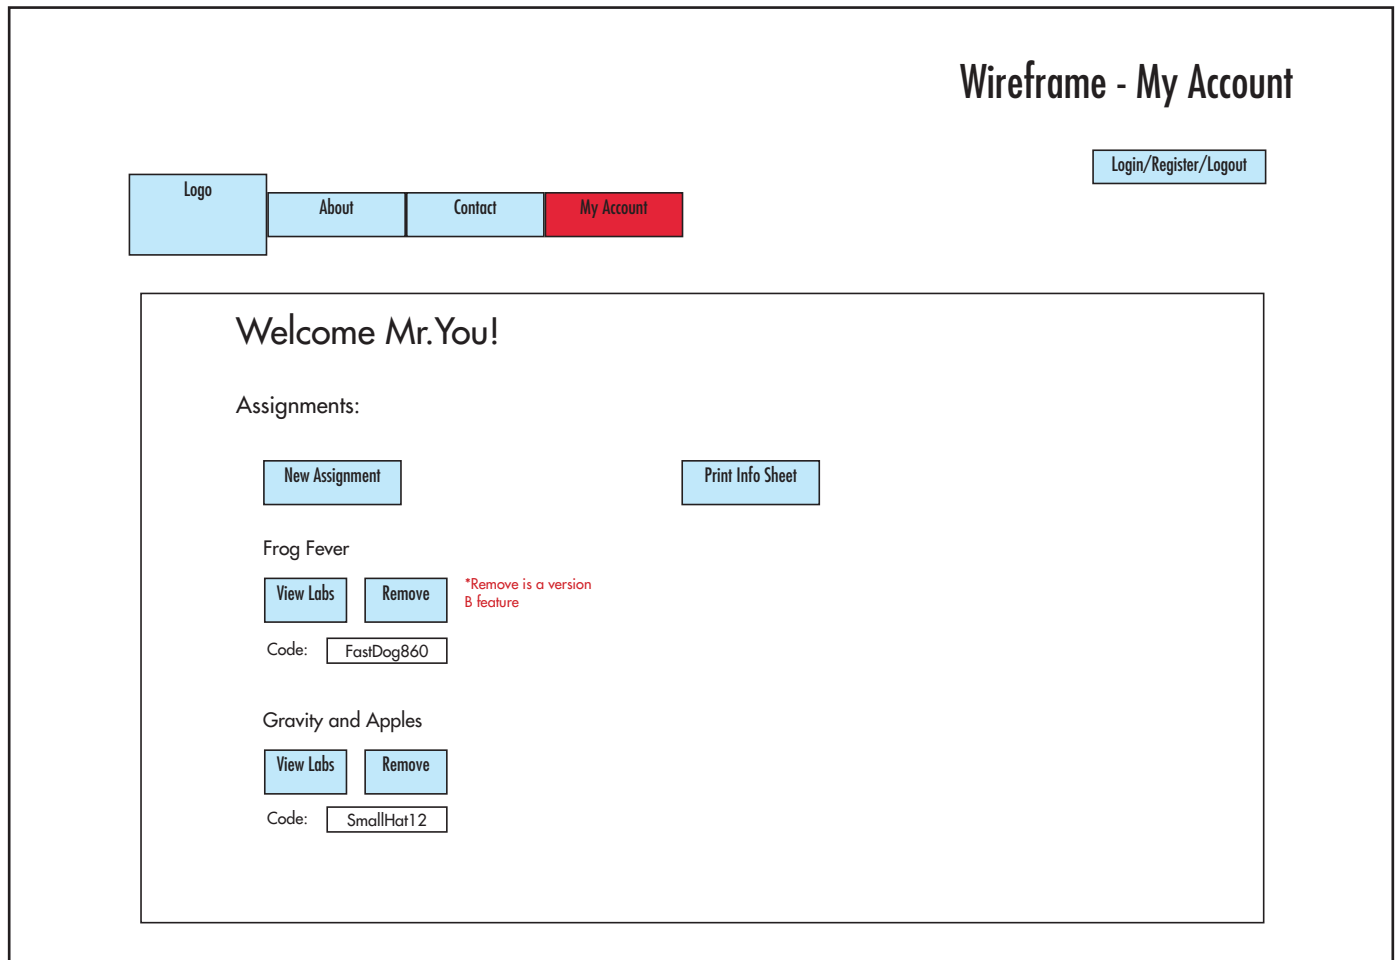 Wireframe - My Account
Login/Register/Logout
Logo
About
Contact
My Account
Welcome Mr.You!
Assignments:
New Assignment
Print Info Sheet
Frog Fever
View Labs
Remove
*Remove is a version
B feature
Code:
FastDog860
Gravity and Apples
View Labs
Remove
Code:
SmallHat12